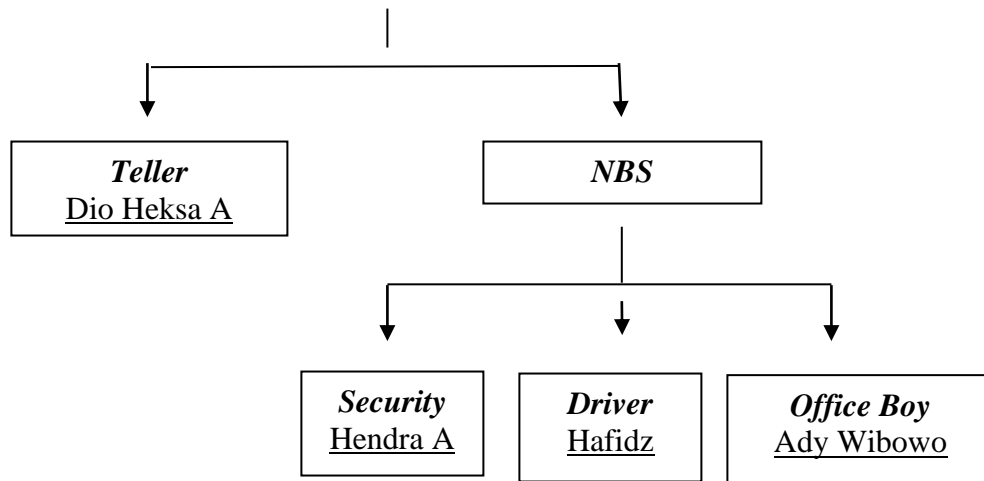 Teller
Dio Heksa A
NBS
Security
Hendra A
Driver
Hafidz
Office Boy
Ady Wibowo